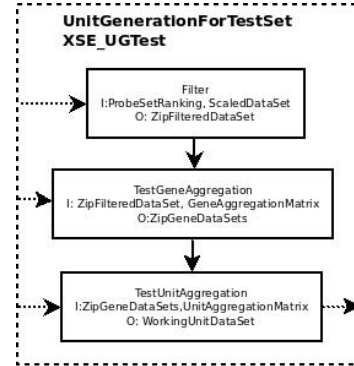 UnitGenerationForTestSet
XSE_UGTest
Filter
I:ProbeSetRanking, ScaledDataSet
O: ZipFilteredDataSet
TestGeneAggregation
I: ZipFilteredDataSet, GeneAggregationMatrix
O:ZipGeneDataSets
TestUnitAggregation
I:ZipGeneDataSets,UnitAggregationMatrix
O: WorkingUnitDataSet